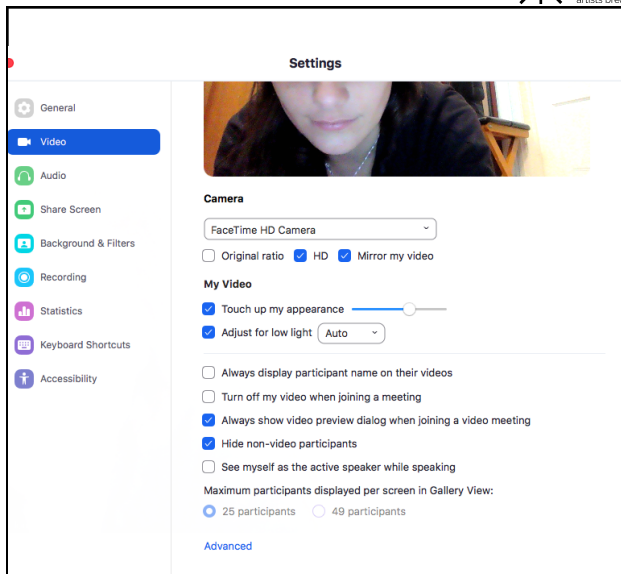 artists brew
Settings
General
Video
Audio
Share Screen
Background & Filters
Recording
Statistics
Keyboard Shortcuts
Accessibility
Camera
FaceTime HD Camera
Original ratio HD Mirror my video
My Video
Touch up my appearance
Adjust for low light Auto
Always display participant name on their videos
Turn off my video when joining a meeting
Always show video preview dialog when joining a video meeting
Hide non-video participants
See myself as the active speaker while speaking
Maximum participants displayed per screen in Gallery View:
25 participants 49 participants
Advanced